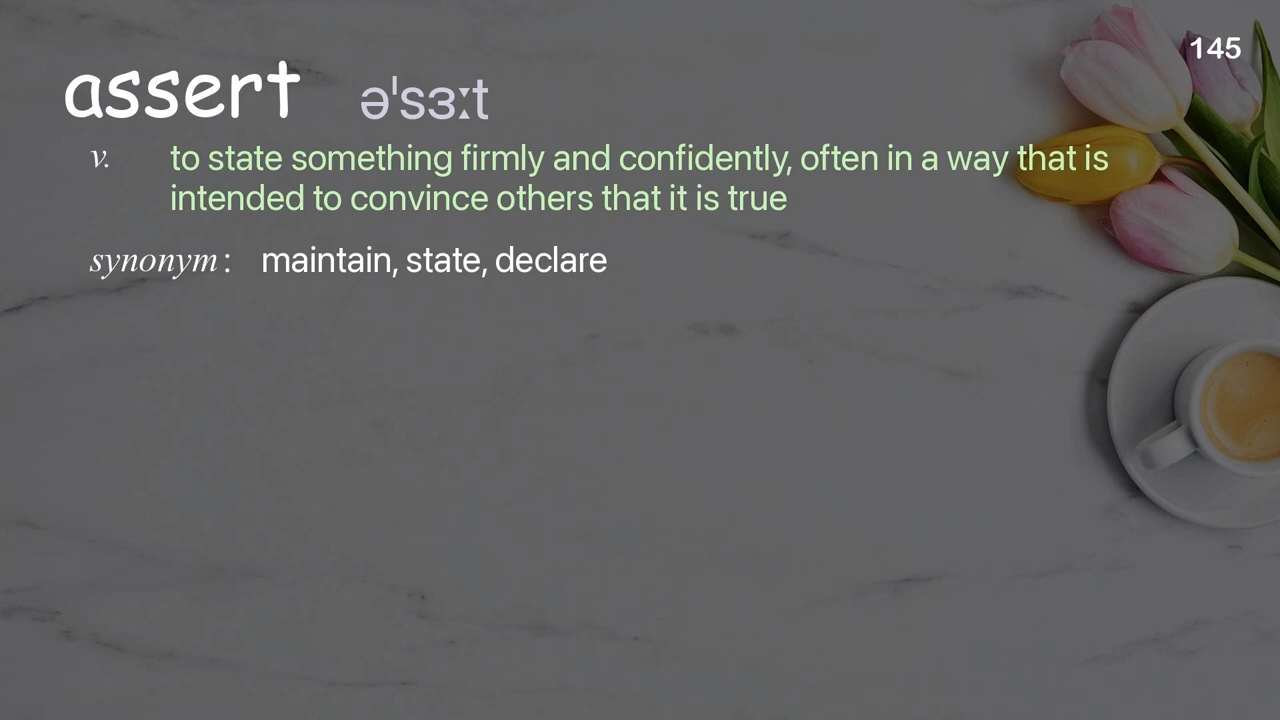 145
assert əˈsɜːt
v. to state something firmly and confidently, often in a way that is
intended to convince others that it is true
synonym : maintain, state, declare